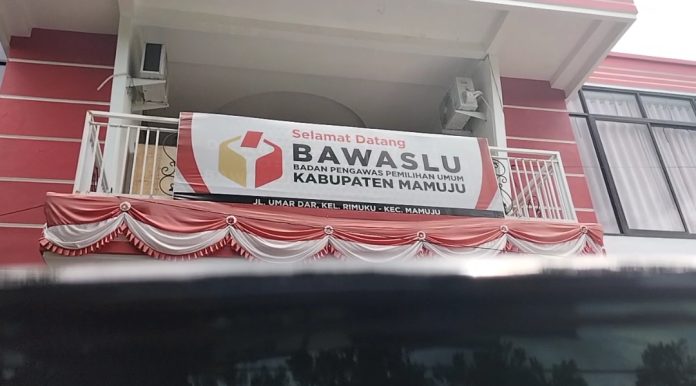 Selamat Datang
BAWASLU
BADAN PENGAWAS PEMILIHAN UMUM
KABUPATEN MAMUJU
JL. UMAR DAR, KEL. RIMUKU - KEC. MAMUJU